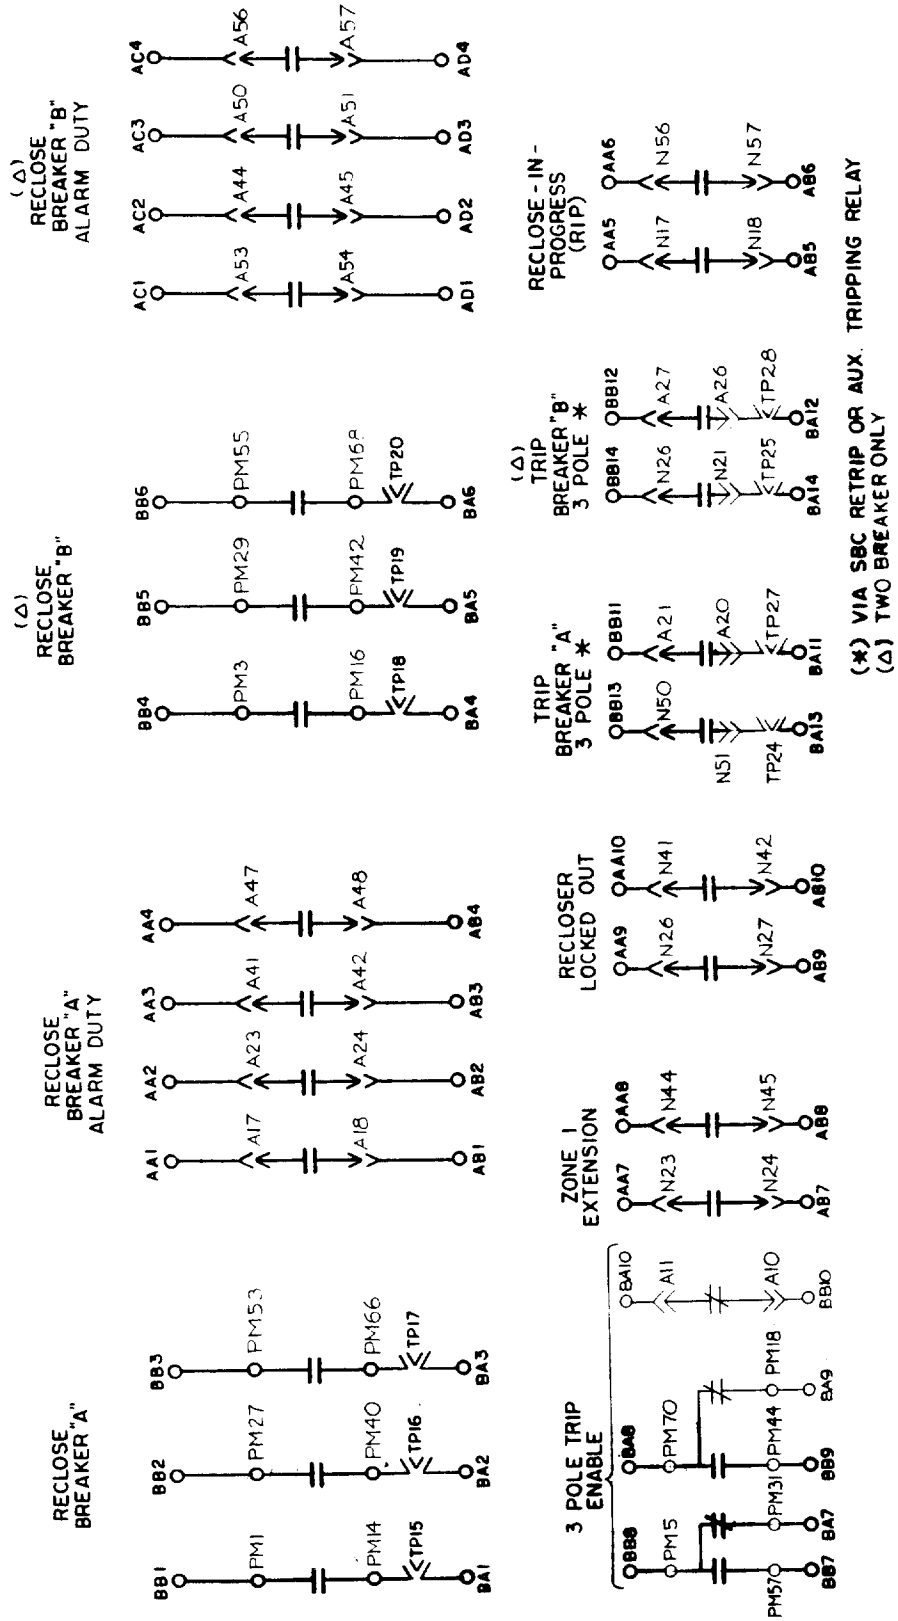 RECLOSE
BREAKER "A"
BB1 BB2 BB3
PM1 PM27 PM53
PM14 PM40 PM66
TP15 TP16 TP17
BA1 BA2 BA3
RECLOSE
BREAKER "A"
ALARM DUTY
AA1 AA2 AA3 AA4
A17 A23 A41 A47
A18 A24 A42 A48
AB1 AB2 AB3 AB4
(Δ)
RECLOSE
BREAKER "B"
BB4 BB5 BB6
PM3 PM29 PM55
PM16 PM42 PM68
TP18 TP19 TP20
BA4 BA5 BA6
(Δ)
RECLOSE
BREAKER "B"
ALARM DUTY
AC1 AC2 AC3 AC4
A53 A44 A50 A56
A54 A45 A51 A57
AD1 AD2 AD3 AD4
3 POLE TRIP
ENABLE
BB8 BA8 BA10
PM5 PM70 A11
PM57 PM31 PM44 PM18 A10
BB7 BA7 BB9 BA9 BB10
ZONE 1
EXTENSION
AA7 AA8
N23 N44
N24 N45
AB7 AB8
RECLOSER
LOCKED OUT
AA9 AA10
N26 N41
N27 N42
AB9 AB10
TRIP
BREAKER "A"
3 POLE *
BB13 BB11
N50 A21
N51 A20
TP24 TP27
BA13 BA11
(Δ)
TRIP
BREAKER "B"
3 POLE *
BB14 BB12
N26 A27
N21 A26
TP25 TP28
BA14 BA12
RECLOSE-IN-
PROGRESS
(RIP)
AA5 AA6
N17 N56
N18 N57
AB5 AB6
(*) VIA SBC RETRIP OR AUX. TRIPPING RELAY
(Δ) TWO BREAKER ONLY